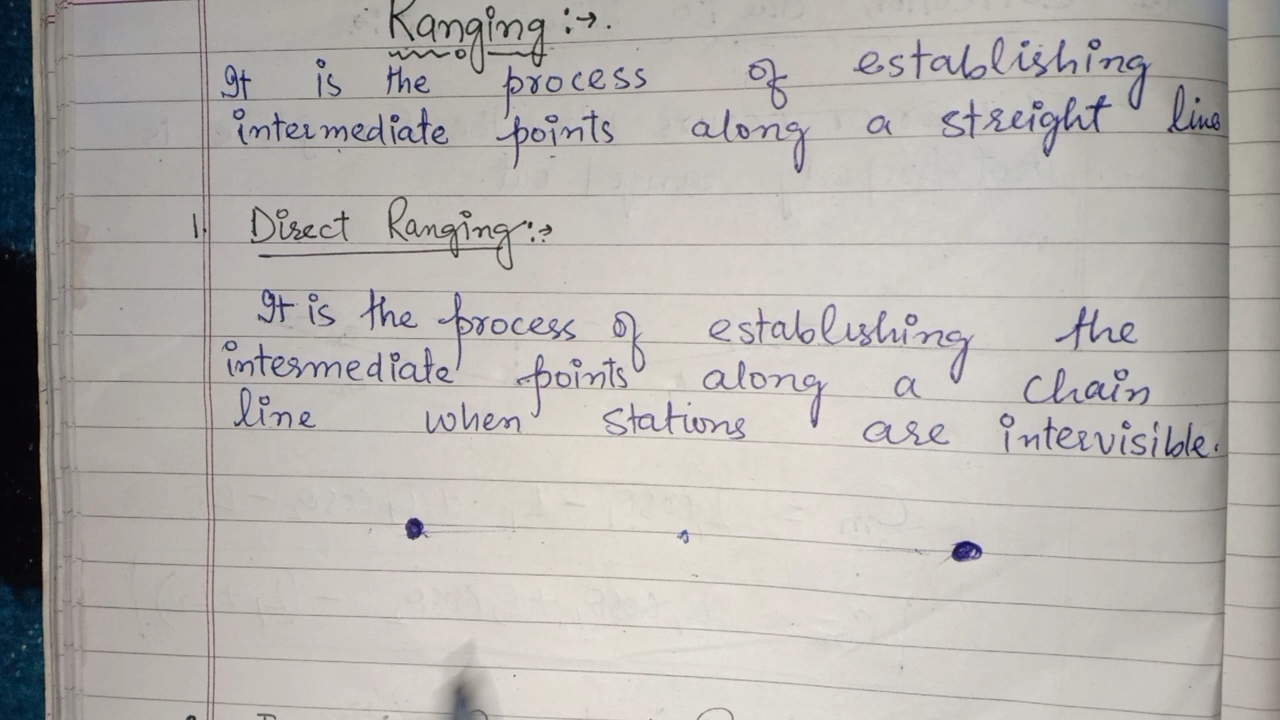 Ranging :→.
It is the process of establishing
intermediate points along a streight line
1. Direct Ranging :→
It is the process of establishing the
intermediate points along a chain
line when stations are intervisible.